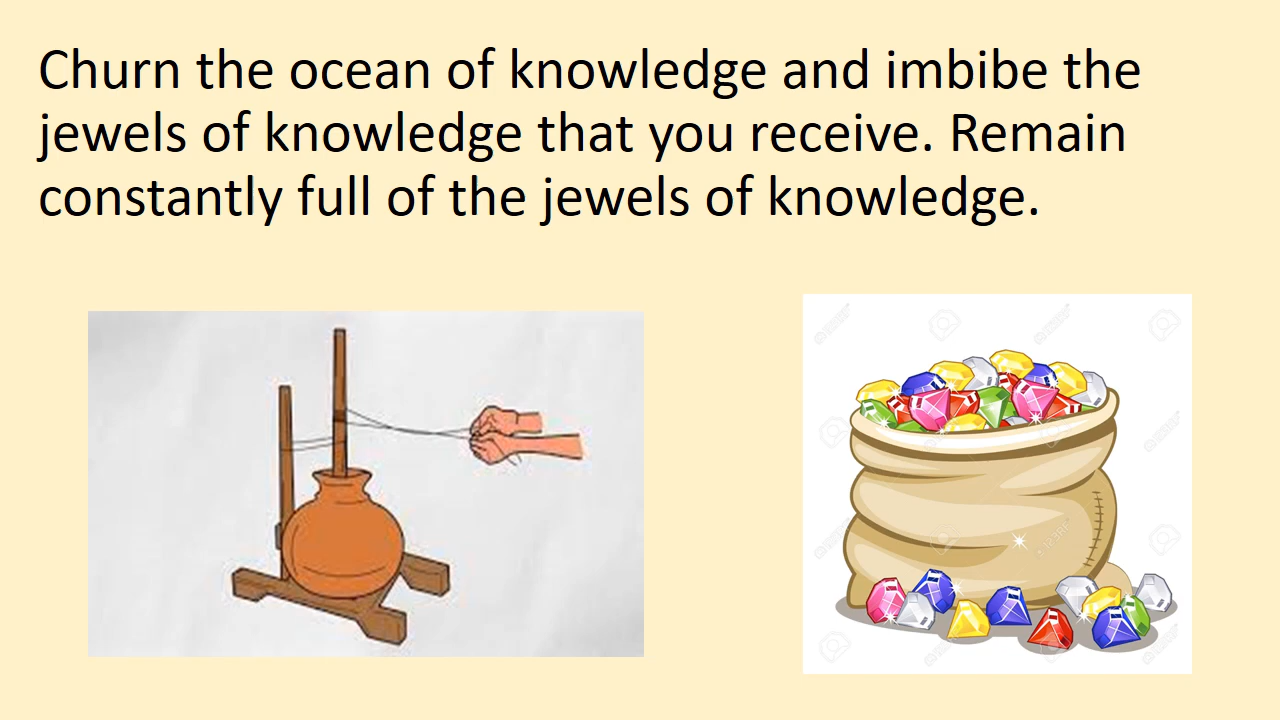 Churn the ocean of knowledge and imbibe the
jewels of knowledge that you receive. Remain
constantly full of the jewels of knowledge.